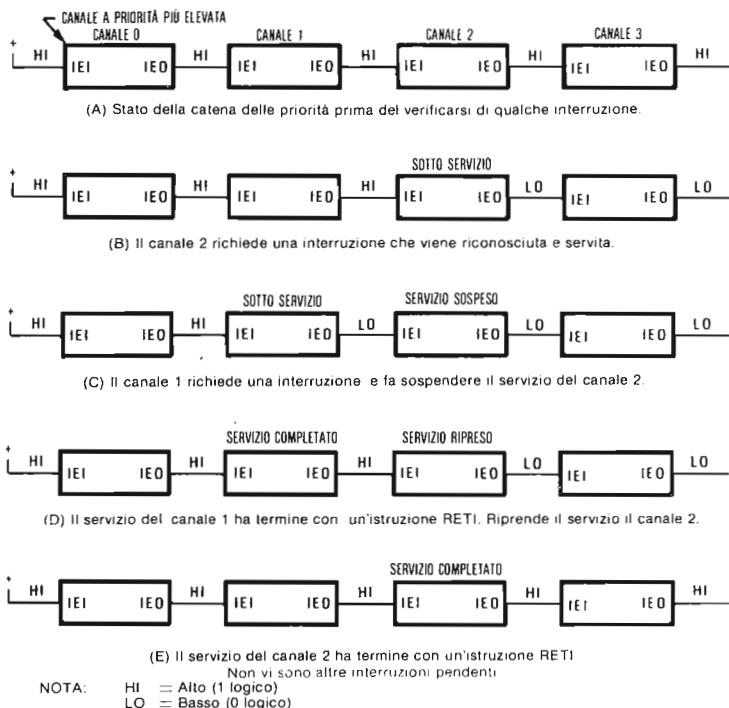 CANALE A PRIORITÀ PIÙ ELEVATA
CANALE 0 CANALE 1 CANALE 2 CANALE 3
+ HI IEI IEO HI IEI IEO HI IEI IEO HI IEI IEO HI
(A) Stato della catena delle priorità prima del verificarsi di qualche interruzione.
SOTTO SERVIZIO
+ HI IEI IEO HI IEI IEO HI IEI IEO LO IEI IEO LO
(B) Il canale 2 richiede una interruzione che viene riconosciuta e servita.
SOTTO SERVIZIO SERVIZIO SOSPESO
+ HI IEI IEO HI IEI IEO LO IEI IEO LO IEI IEO LO
(C) Il canale 1 richiede una interruzione e fa sospendere il servizio del canale 2.
SERVIZIO COMPLETATO SERVIZIO RIPRESO
+ HI IEI IEO HI IEI IEO HI IEI IEO LO IEI IEO LO
(D) Il servizio del canale 1 ha termine con un'istruzione RETI. Riprende il servizio il canale 2.
SERVIZIO COMPLETATO
+ HI IEI IEO HI IEI IEO HI IEI IEO HI IEI IEO HI
(E) Il servizio del canale 2 ha termine con un'istruzione RETI
Non vi sono altre interruzioni pendenti
NOTA: HI = Alto (1 logico)
LO = Basso (0 logico)